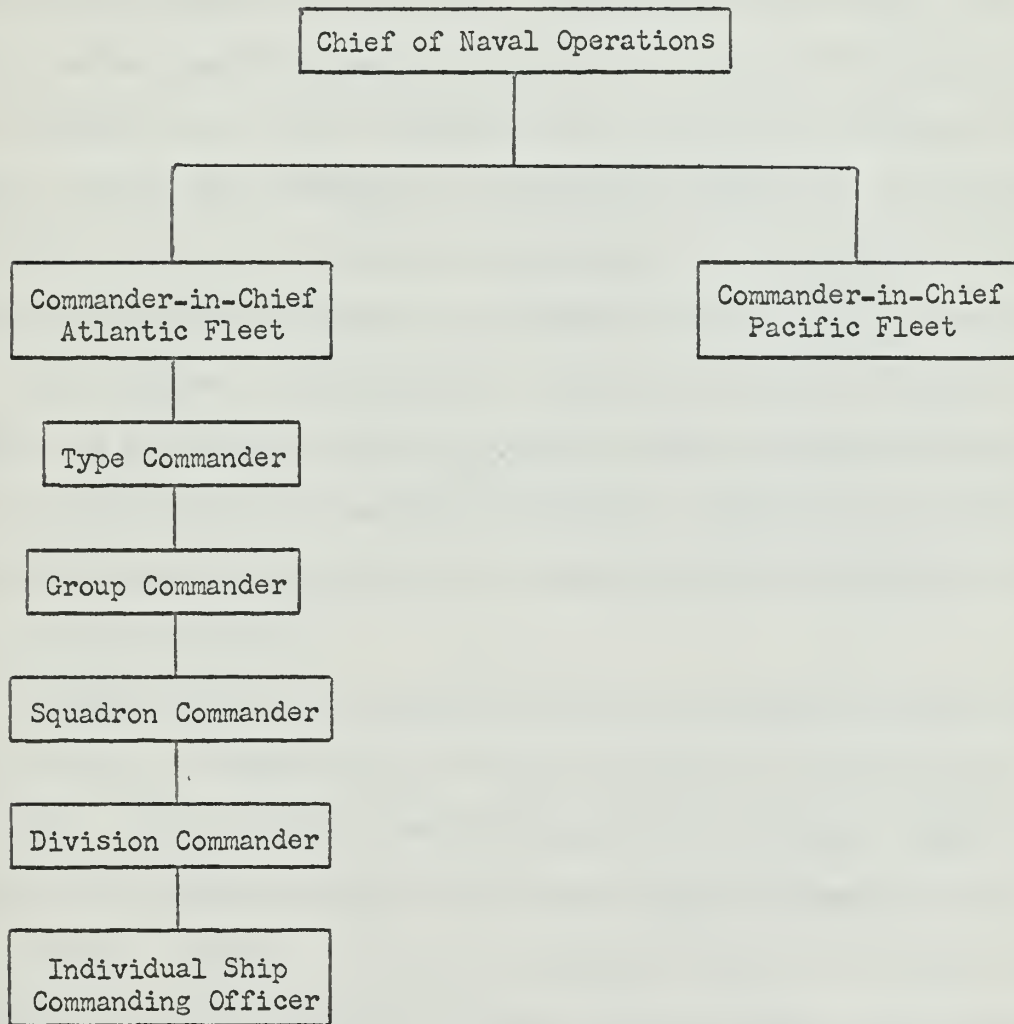 Chief of Naval Operations
Commander-in-Chief
Atlantic Fleet
Commander-in-Chief
Pacific Fleet
Type Commander
Group Commander
Squadron Commander
Division Commander
Individual Ship
Commanding Officer